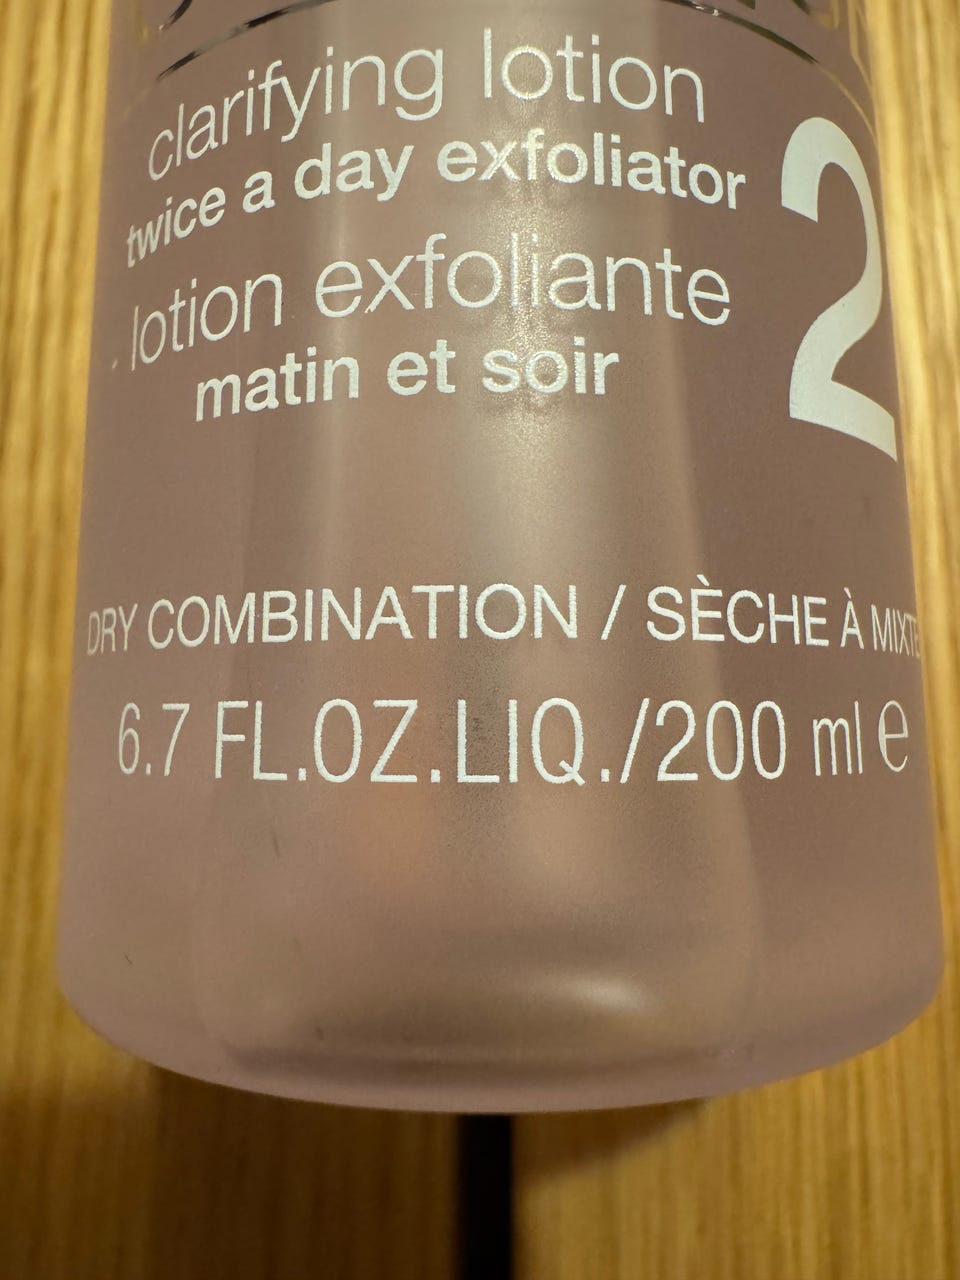 clarifying lotion
twice a day exfoliator
lotion exfoliante
matin et soir
2
DRY COMBINATION / SÈCHE À MIXTE
6.7 FL.OZ.LIQ./200 ml e